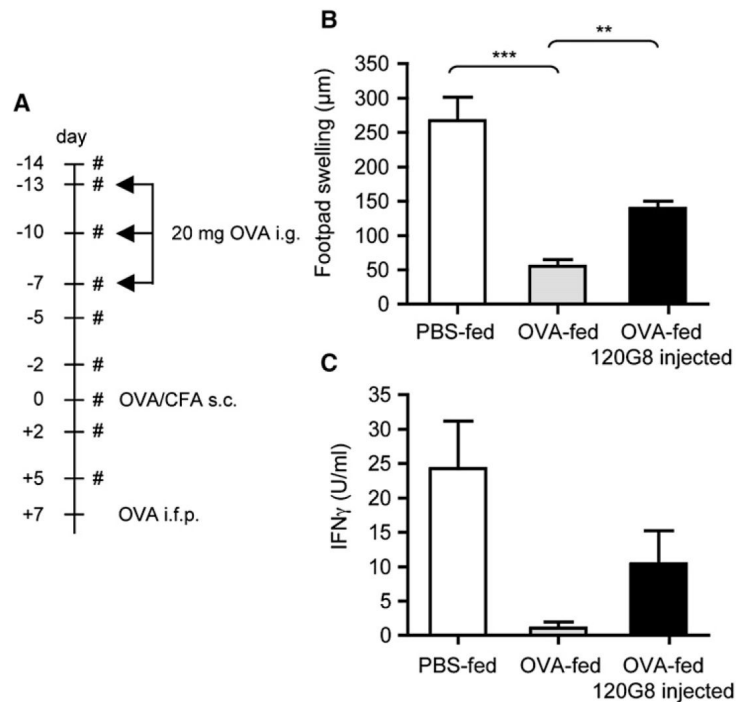 A
day
-14 #
-13 #
-10 # 20 mg OVA i.g.
-7 #
-5 #
-2 #
0 # OVA/CFA s.c.
+2 #
+5 #
+7 OVA i.f.p.
B
*** **
Footpad swelling (µm)
350
300
250
200
150
100
50
0
PBS-fed OVA-fed OVA-fed
120G8 injected
C
IFNγ (U/ml)
35
30
25
20
15
10
5
0
PBS-fed OVA-fed OVA-fed
120G8 injected